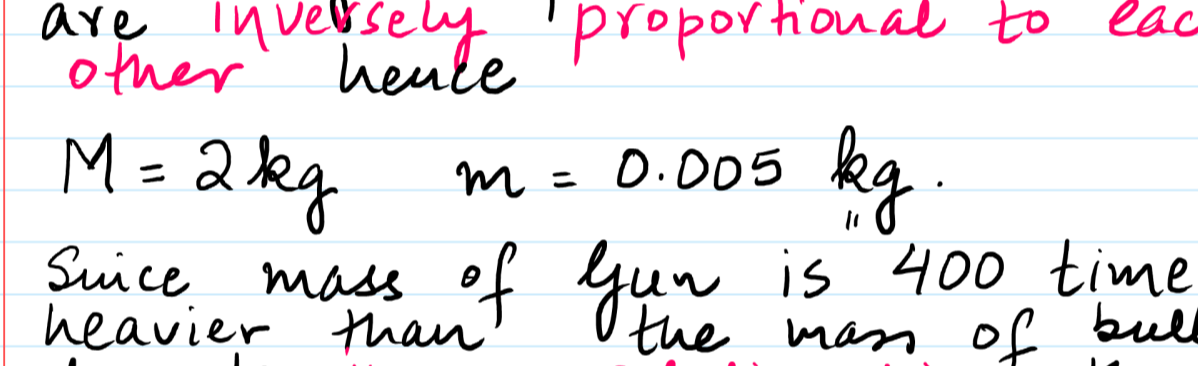 are inversely proportional to eac
other hence
M = 2 kg m = 0.005 kg.
Suice mass of Gun is 400 time
heavier than the mass of bull